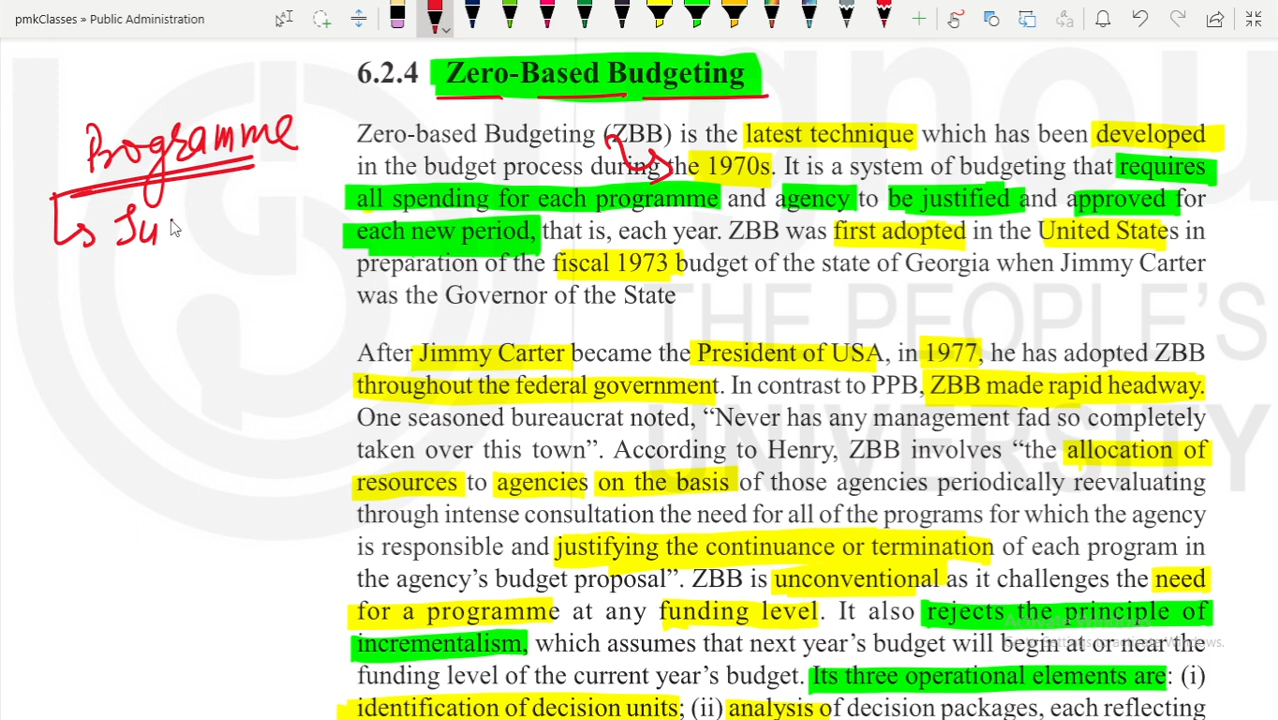 pmkClasses » Public Administration
6.2.4 Zero-Based Budgeting
Programme
Zero-based Budgeting (ZBB) is the latest technique which has been developed
in the budget process during the 1970s. It is a system of budgeting that requires
all spending for each programme and agency to be justified and approved for
each new period, that is, each year. ZBB was first adopted in the United States in
preparation of the fiscal 1973 budget of the state of Georgia when Jimmy Carter
was the Governor of the State
After Jimmy Carter became the President of USA, in 1977, he has adopted ZBB
throughout the federal government. In contrast to PPB, ZBB made rapid headway.
One seasoned bureaucrat noted, “Never has any management fad so completely
taken over this town”. According to Henry, ZBB involves “the allocation of
resources to agencies on the basis of those agencies periodically reevaluating
through intense consultation the need for all of the programs for which the agency
is responsible and justifying the continuance or termination of each program in
the agency’s budget proposal”. ZBB is unconventional as it challenges the need
for a programme at any funding level. It also rejects the principle of
incrementalism, which assumes that next year’s budget will begin at or near the
funding level of the current year’s budget. Its three operational elements are: (i)
identification of decision units; (ii) analysis of decision packages, each reflecting
THE PEOPLE'S
UNIVERSITY